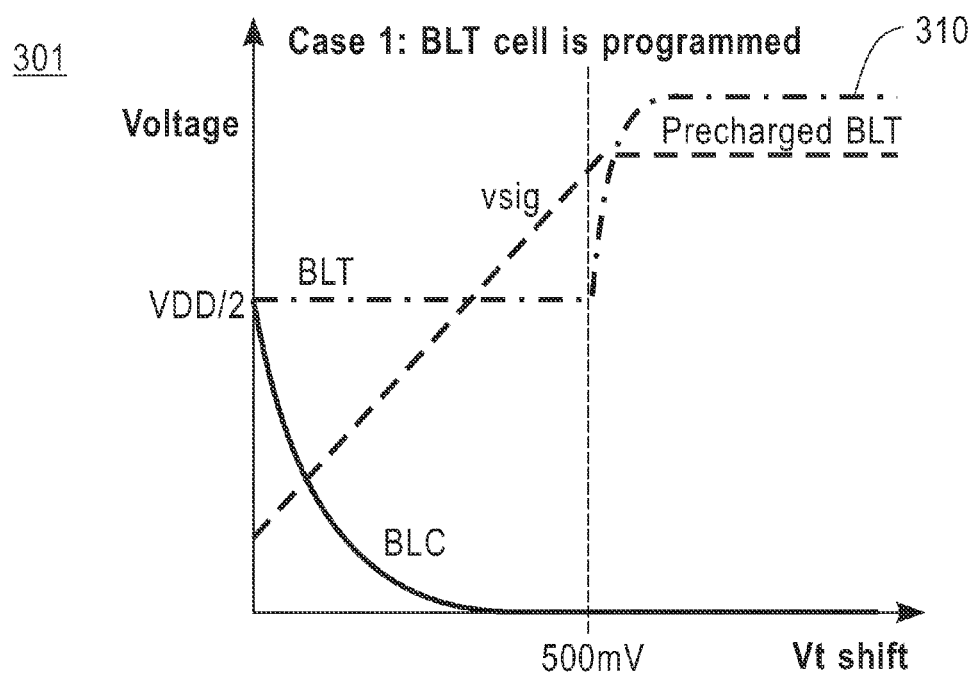 301
Case 1: BLT cell is programmed
310
Voltage
Precharged BLT
vsig
BLT
VDD/2
BLC
500mV
Vt shift